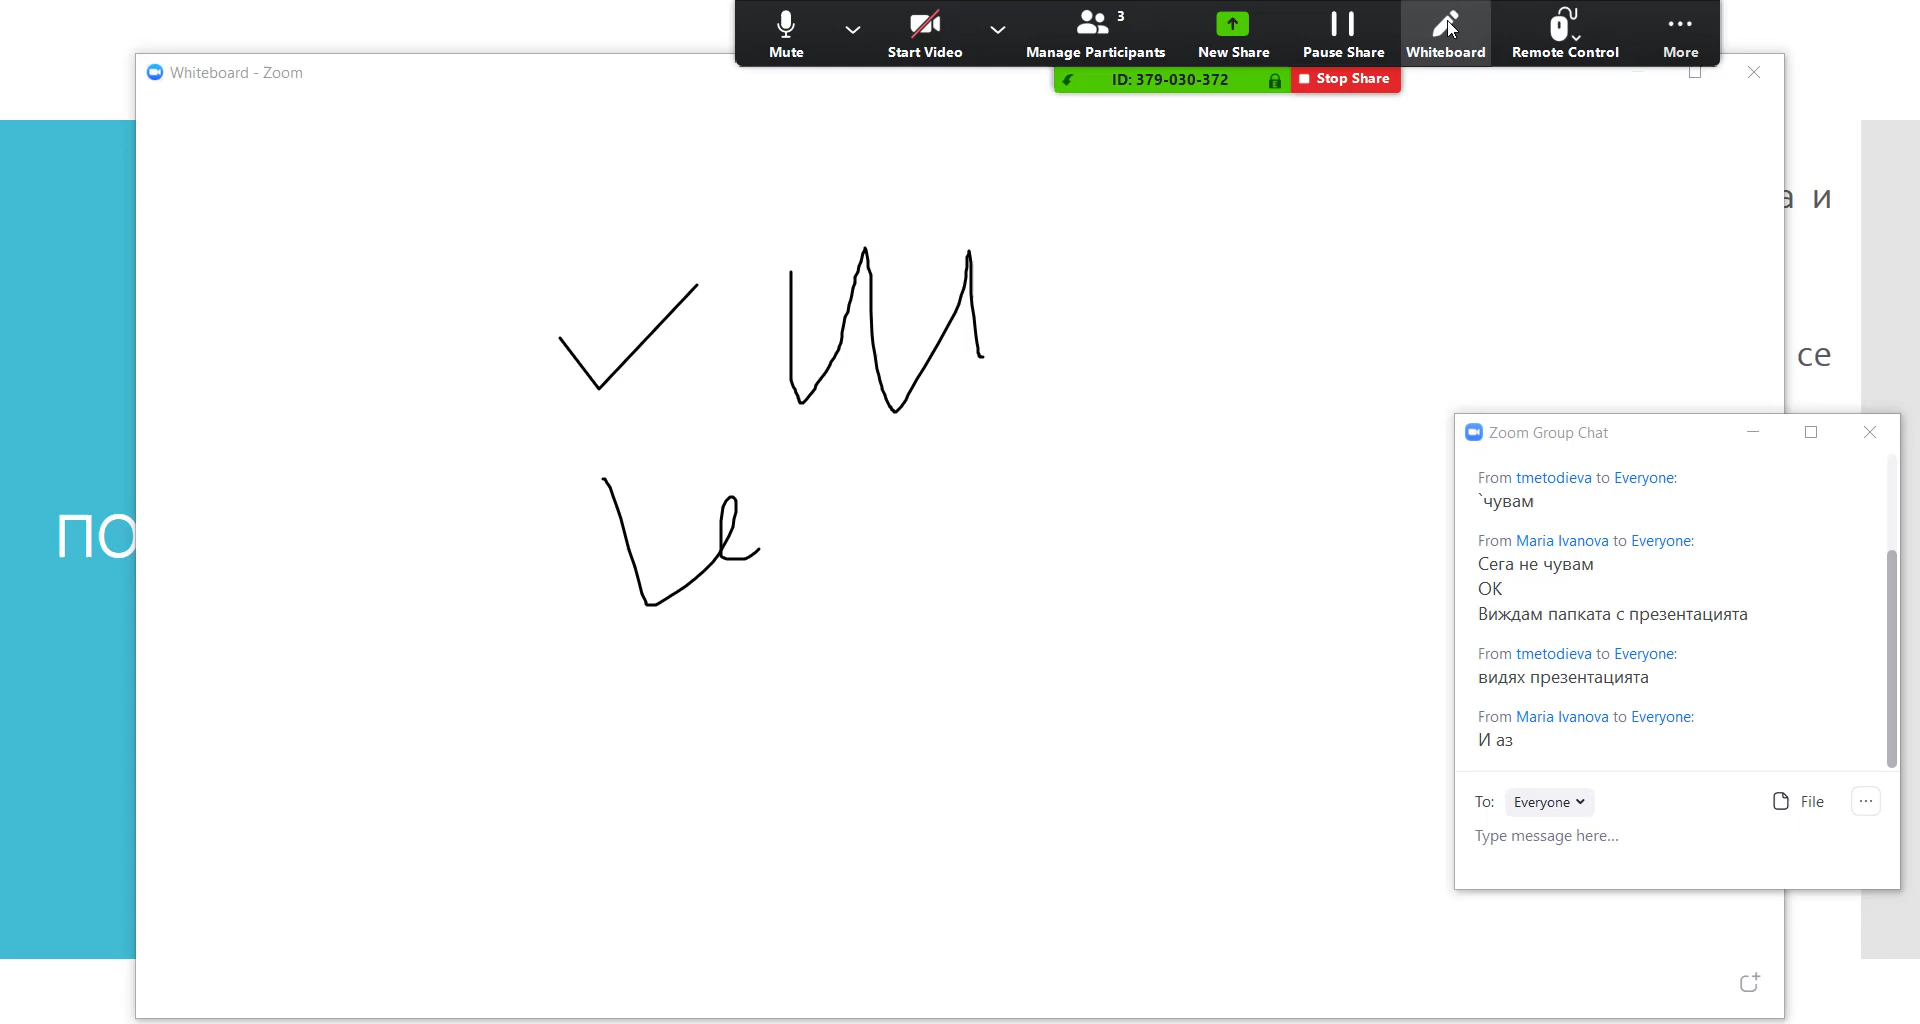 Mute
Start Video
3
Manage Participants
New Share
Pause Share
Whiteboard
Remote Control
More
Whiteboard - Zoom
ID: 379-030-372
Stop Share
а и
се
ПО
Zoom Group Chat
From tmetodieva to Everyone:
`чувам
From Maria Ivanova to Everyone:
Сега не чувам
OK
Виждам папката с презентацията
From tmetodieva to Everyone:
видях презентацията
From Maria Ivanova to Everyone:
И аз
To: Everyone
File
Type message here...